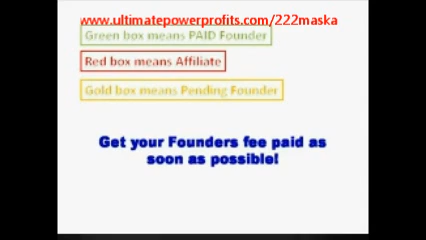 www.ultimatepowerprofits.com/222maska
Green box means PAID Founder
Red box means Affiliate
Gold box means Pending Founder
Get your Founders fee paid as
soon as possible!